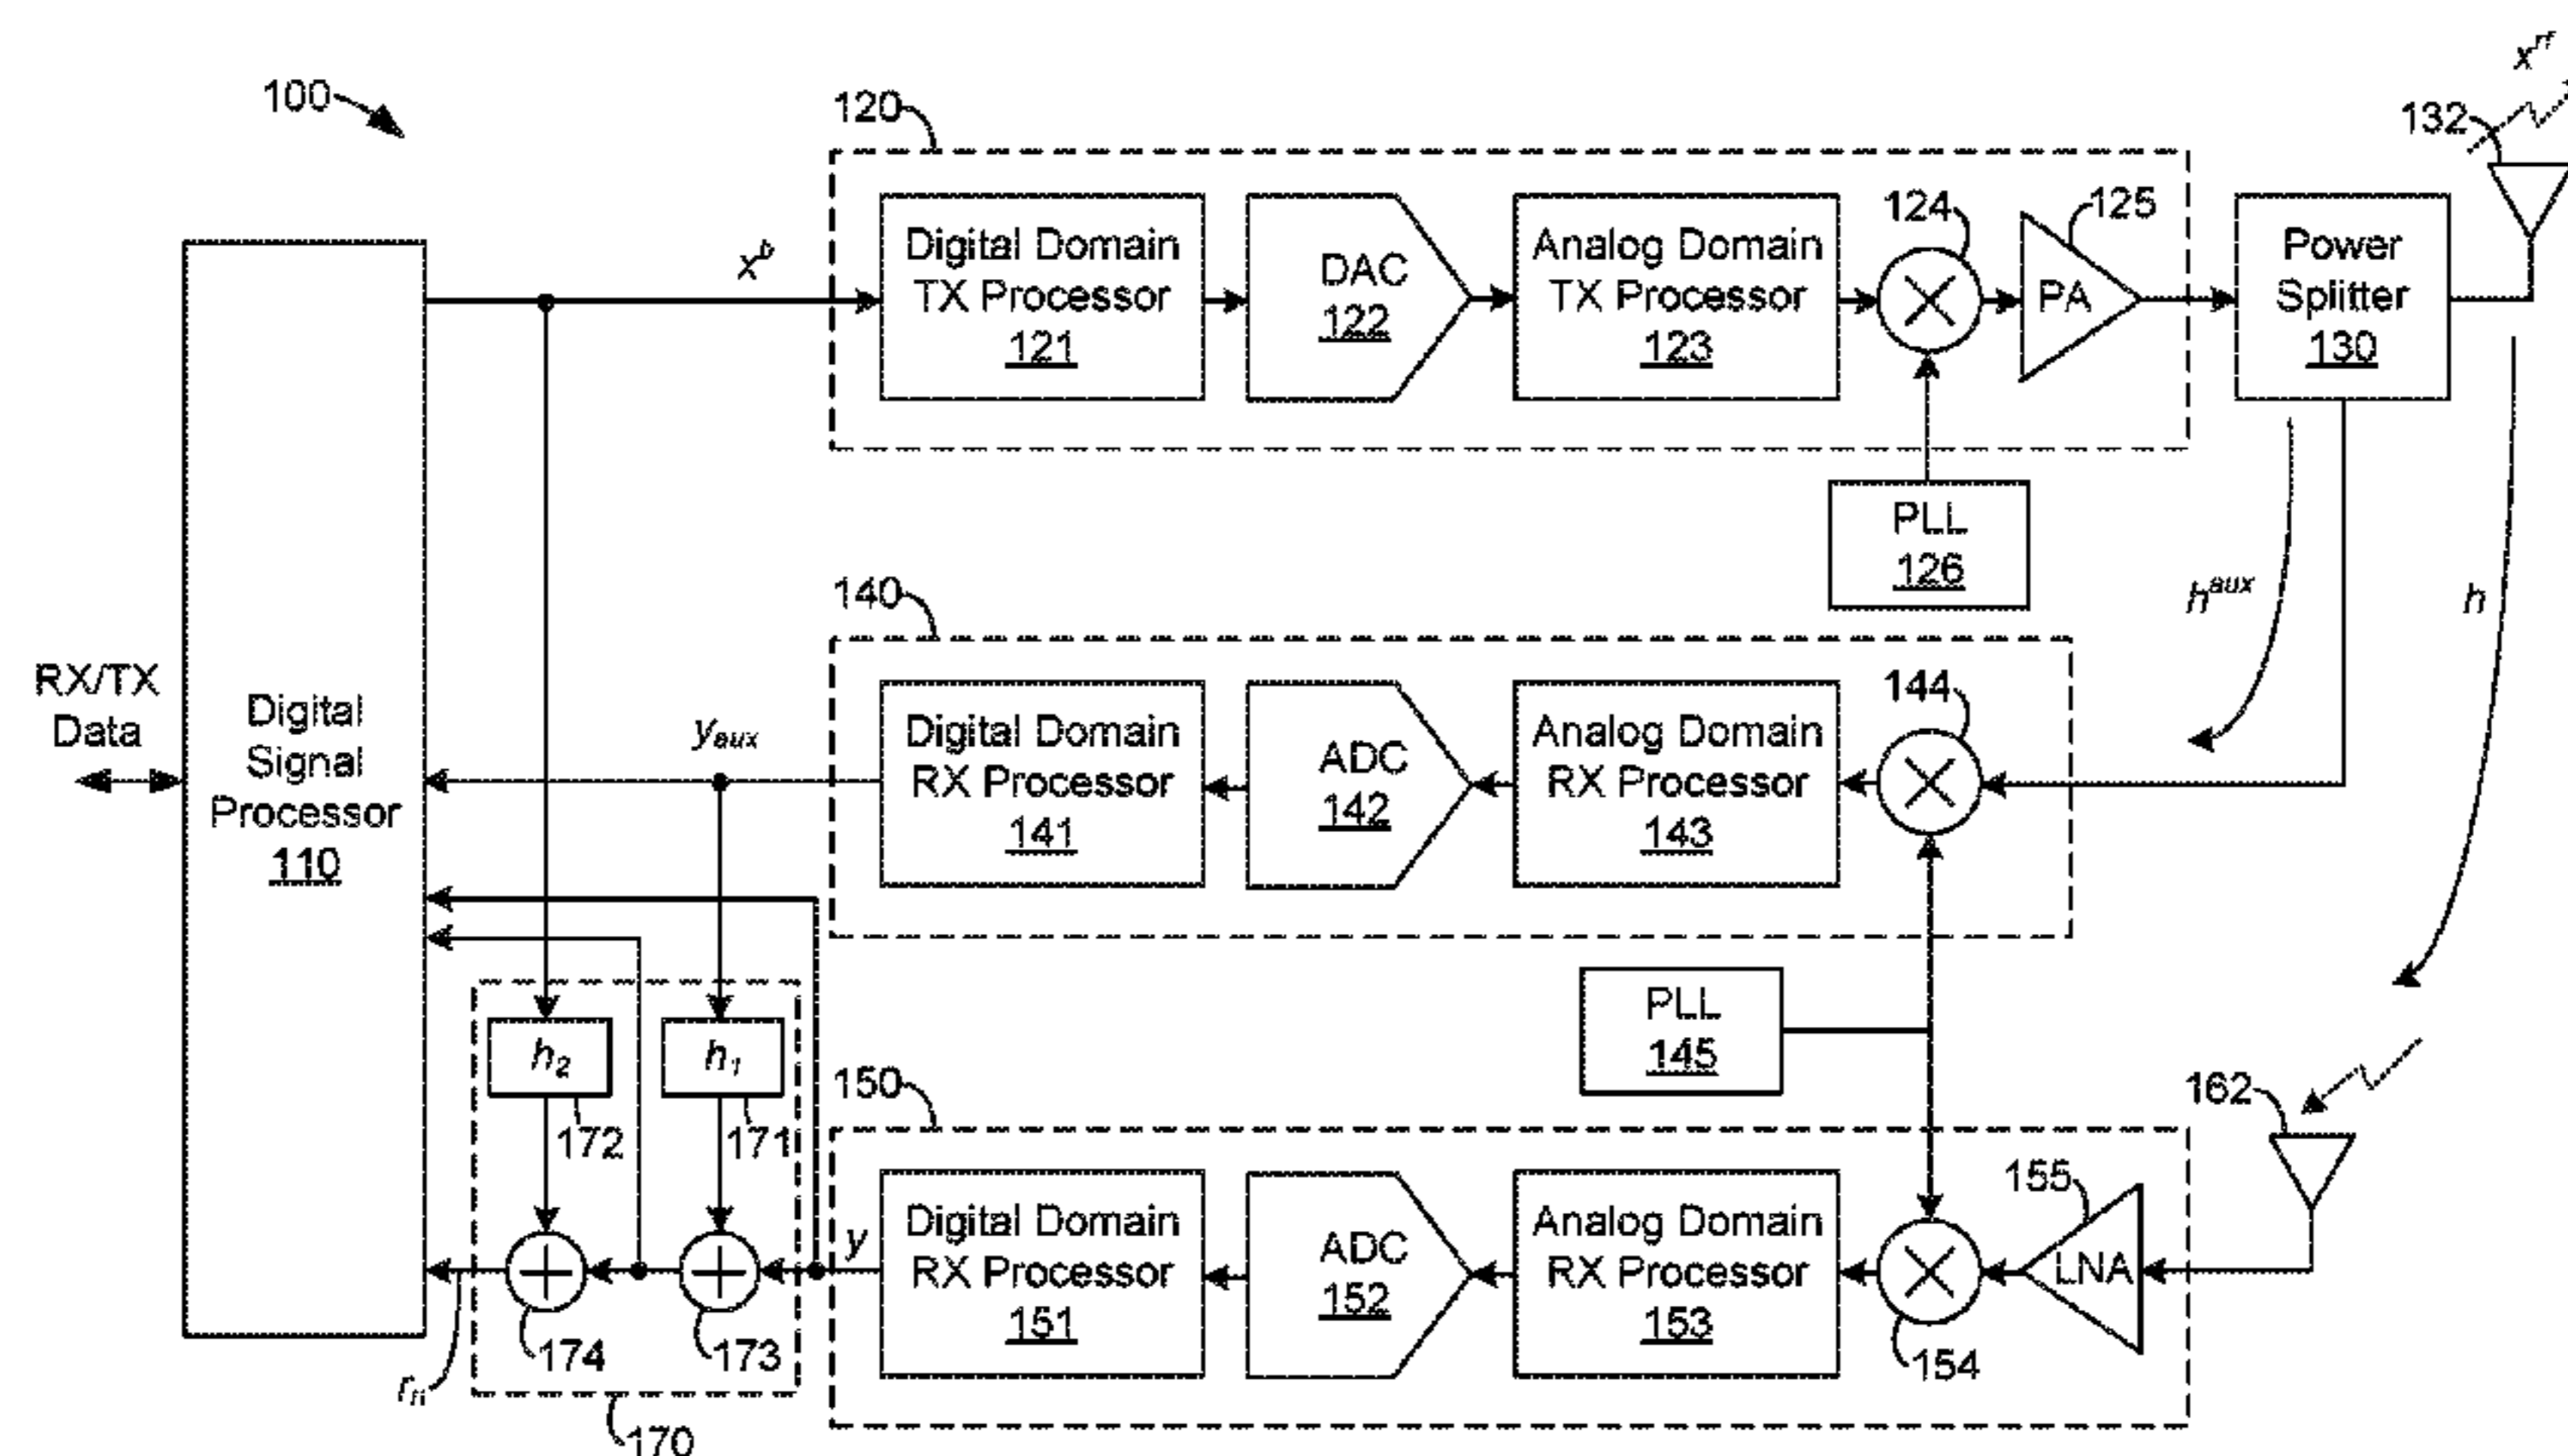 100
120
x^b
Digital Domain
TX Processor
121
DAC
122
Analog Domain
TX Processor
123
124
125
PA
PLL
126
Power
Splitter
130
132
x^rf
h^aux
h
RX/TX
Data
Digital
Signal
Processor
110
140
y_aux
Digital Domain
RX Processor
141
ADC
142
Analog Domain
RX Processor
143
144
PLL
145
h_2
172
h_1
171
174
173
170
r_n
150
y
Digital Domain
RX Processor
151
ADC
152
Analog Domain
RX Processor
153
154
155
LNA
162